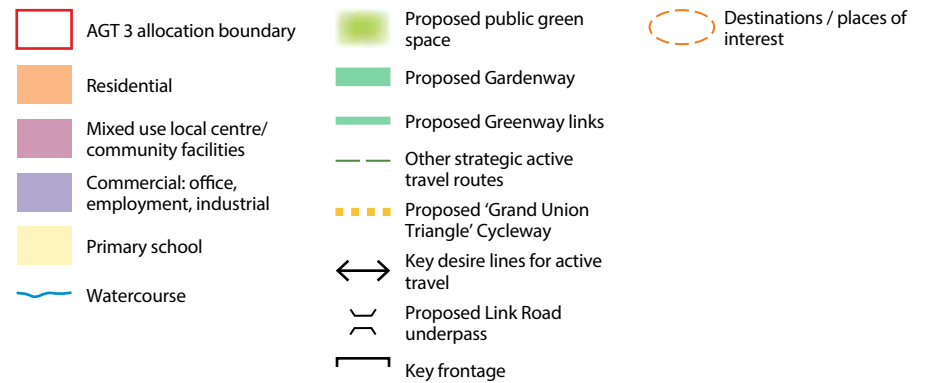 AGT 3 allocation boundary
Residential
Mixed use local centre/
community facilities
Commercial: office,
employment, industrial
Primary school
Watercourse
Proposed public green
space
Proposed Gardenway
Proposed Greenway links
Other strategic active
travel routes
Proposed ‘Grand Union
Triangle’ Cycleway
Key desire lines for active
travel
Proposed Link Road
underpass
Key frontage
Destinations / places of
interest